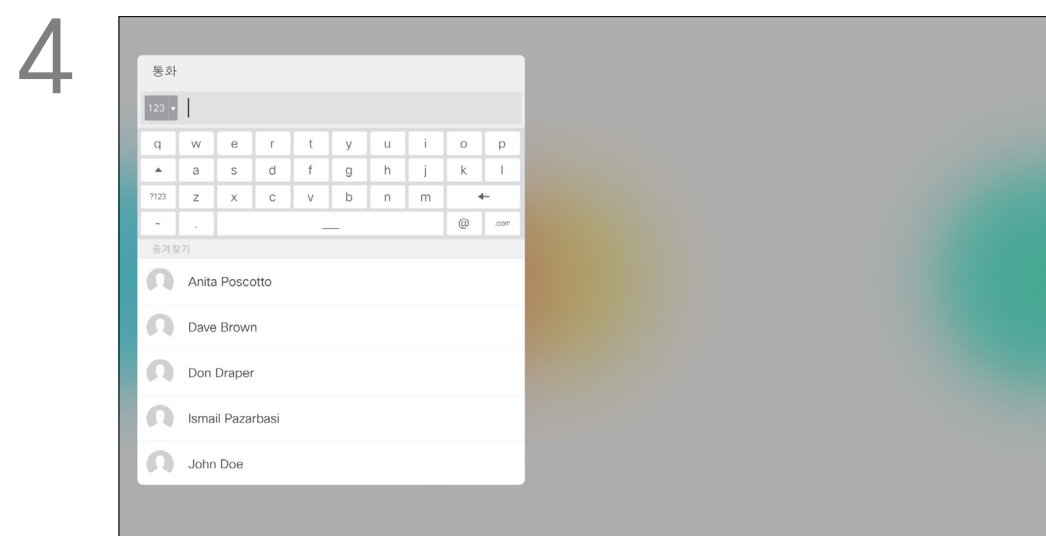 4
통화
123
q w e r t y u i o p
a s d f g h j k l
?123 z x c v b n m
- . @ .com
즐겨찾기
Anita Poscotto
Dave Brown
Don Draper
Ismail Pazarbasi
John Doe